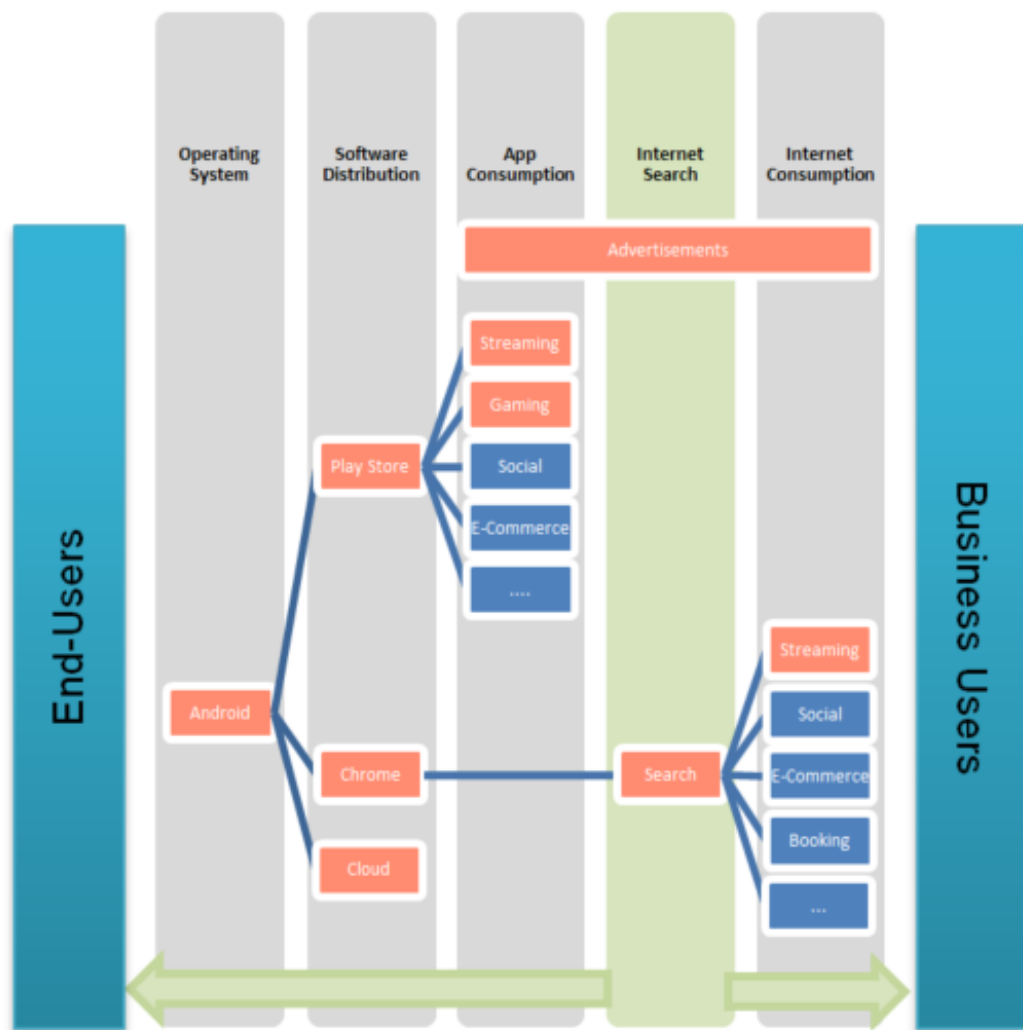 Operating
System
Software
Distribution
App
Consumption
Internet
Search
Internet
Consumption
Advertisements
Streaming
Gaming
Play Store
Social
E-Commerce
....
Streaming
Android
Social
Chrome
Search
E-Commerce
Booking
Cloud
...
End-Users
Business Users